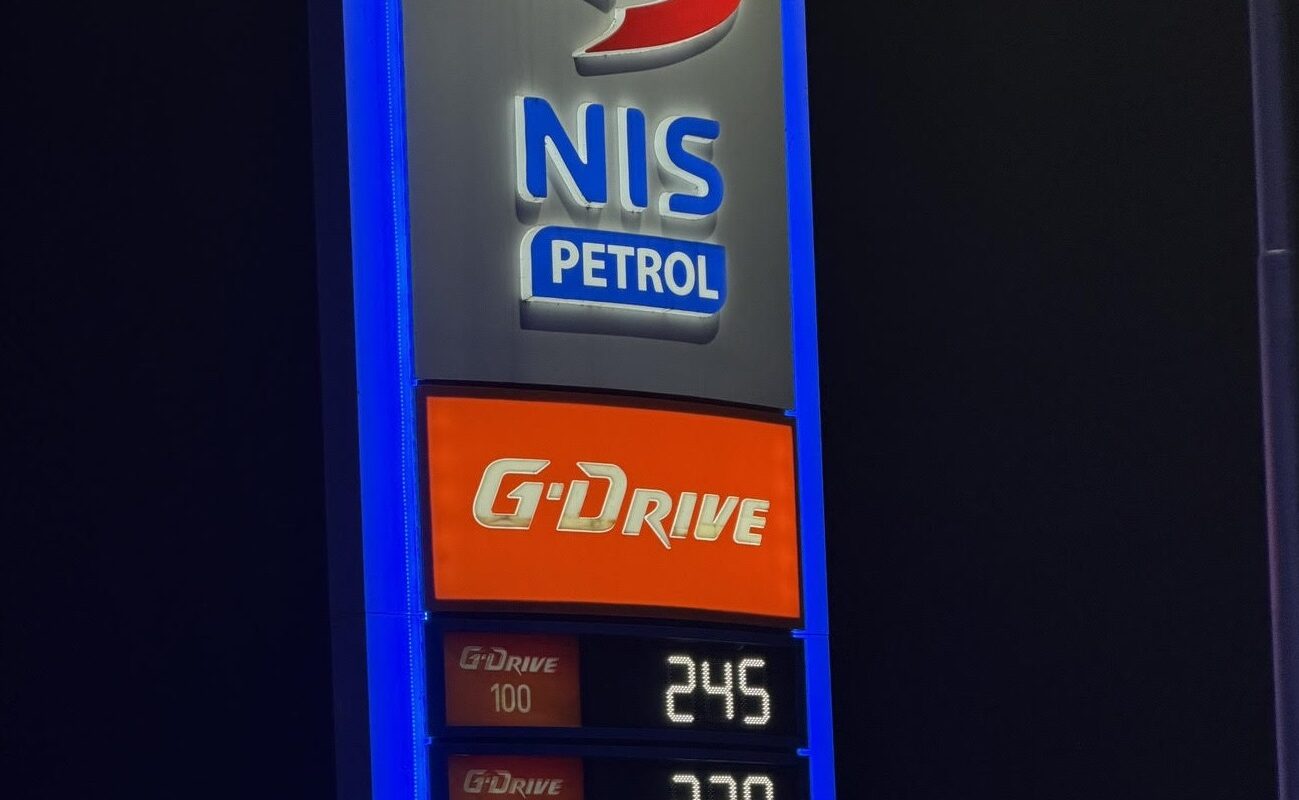 NIS
PETROL
G-DRIVE
G-DRIVE
100
245
G-DRIVE